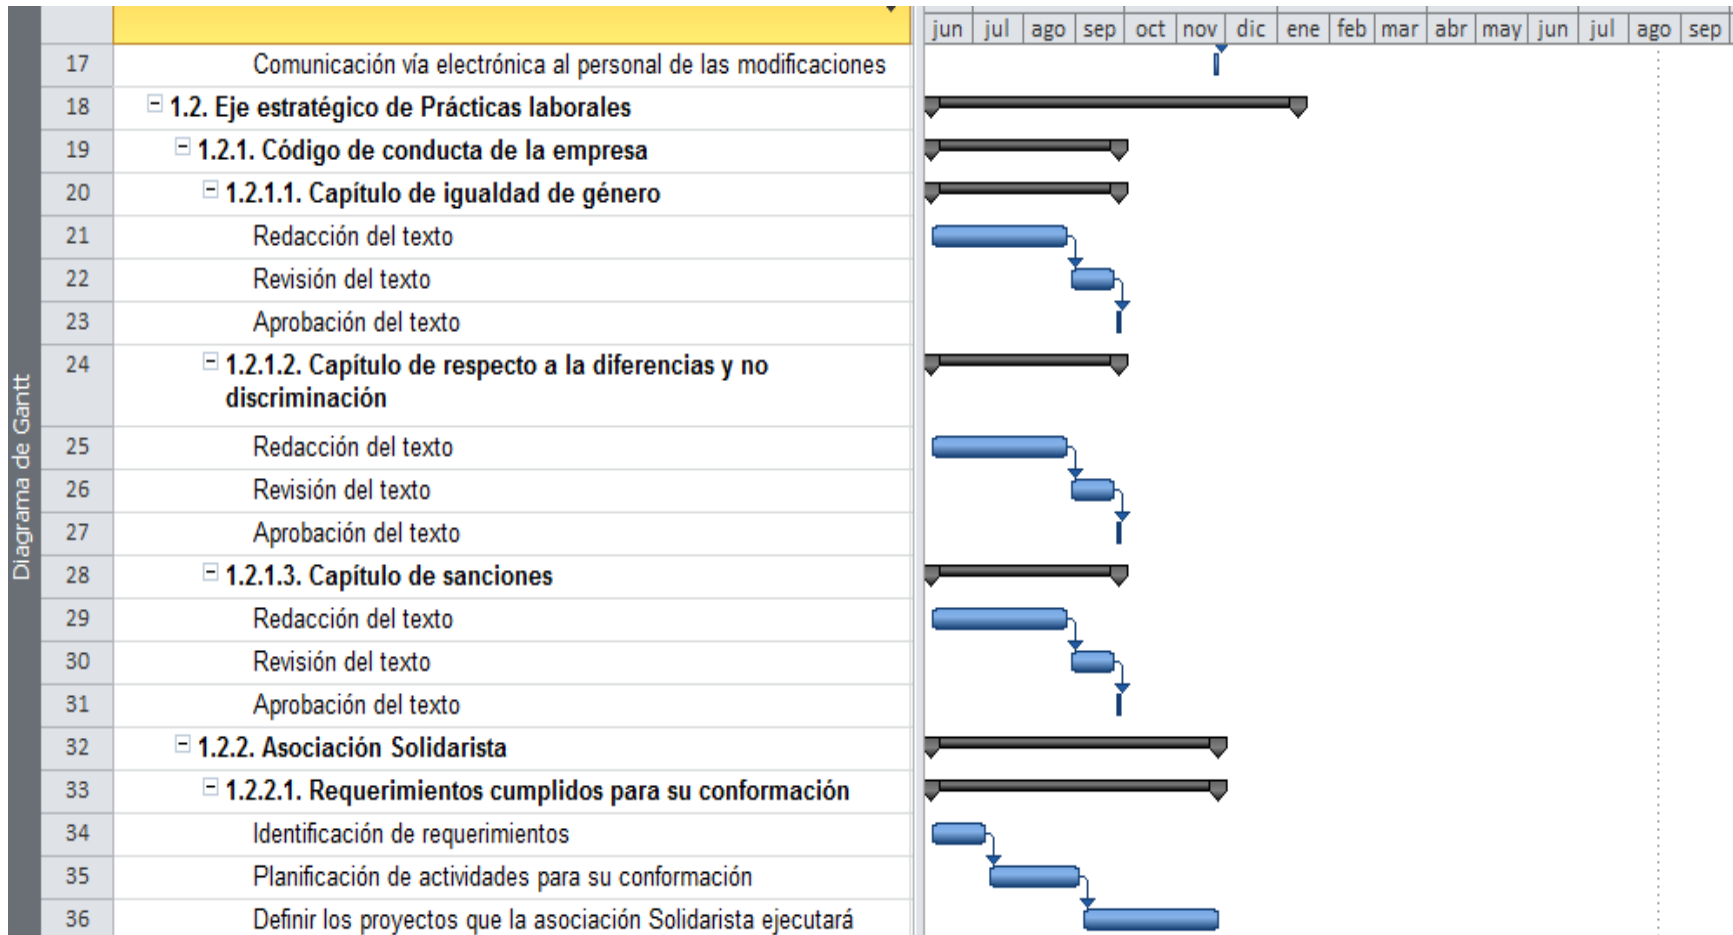 jun jul ago sep oct nov dic ene feb mar abr may jun jul ago sep
17 Comunicación vía electrónica al personal de las modificaciones
18 1.2. Eje estratégico de Prácticas laborales
19 1.2.1. Código de conducta de la empresa
20 1.2.1.1. Capítulo de igualdad de género
21 Redacción del texto
22 Revisión del texto
23 Aprobación del texto
24 1.2.1.2. Capítulo de respecto a la diferencias y no
discriminación
25 Redacción del texto
26 Revisión del texto
27 Aprobación del texto
28 1.2.1.3. Capítulo de sanciones
29 Redacción del texto
30 Revisión del texto
31 Aprobación del texto
32 1.2.2. Asociación Solidarista
33 1.2.2.1. Requerimientos cumplidos para su conformación
34 Identificación de requerimientos
35 Planificación de actividades para su conformación
36 Definir los proyectos que la asociación Solidarista ejecutará
Diagrama de Gantt